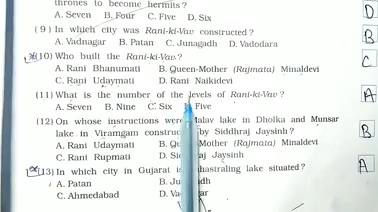 thrones to become hermits?
A. Seven B. Four C. Five D. Six
(9) In which city was Rani-ki-Vav constructed?
A. Vadnagar B. Patan C. Junagadh D. Vadodara
(10) Who built the Rani-ki-Vav?
A. Rani Bhanumati B. Queen-Mother (Rajmata) Minaldevi
C. Rani Udaymati D. Rani Naikidevi
(11) What is the number of the levels of Rani-ki-Vav?
A. Seven B. Nine C. Six Five
(12) On whose instructions were Malav lake in Dholka and Munsar
lake in Viramgam by Siddhraj Jaysinh?
A. Rani Udaymati B. Mother (Rajmata) Minaldevi
C. Rani Rupmati D. Jaysinh
(13) In which city in Gujarat is lake situated?
A. Patan B.
C. Ahmedabad D.
D
B
C
A
B
A